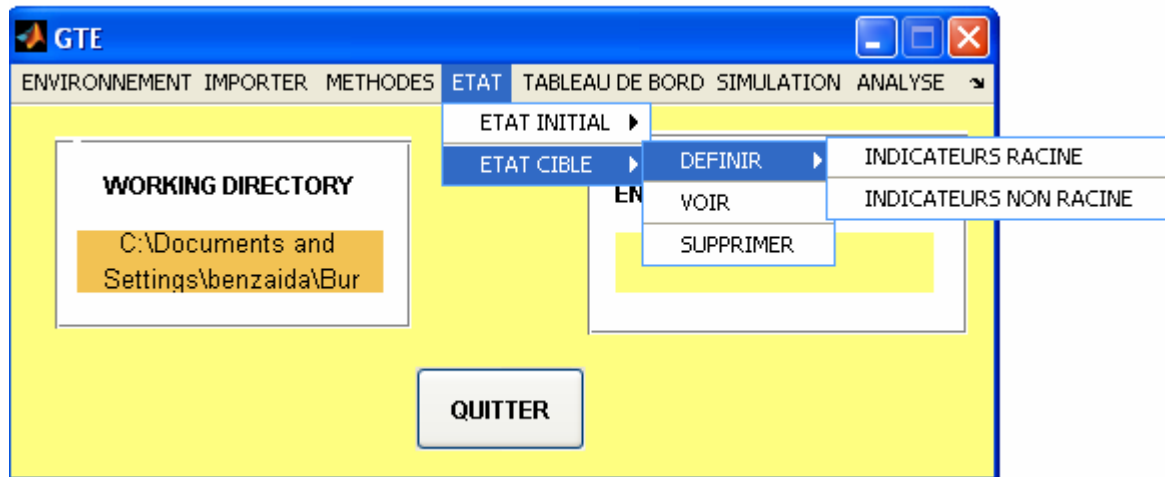 GTE
ENVIRONNEMENT IMPORTER METHODES ETAT TABLEAU DE BORD SIMULATION ANALYSE
ETAT INITIAL
ETAT CIBLE
DEFINIR
VOIR
SUPPRIMER
INDICATEURS RACINE
INDICATEURS NON RACINE
WORKING DIRECTORY
C:\Documents and
Settings\benzaida\Bur
EN
QUITTER